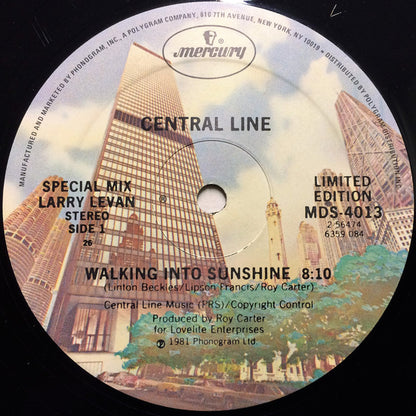 MANUFACTURED AND MARKETED BY PHONOGRAM, INC., A POLYGRAM COMPANY, 810 7TH AVENUE, NEW YORK, NY 10019 • DISTRIBUTED BY POLYGRAM DISTRIBUTION, INC.
mercury
CENTRAL LINE
SPECIAL MIX
LARRY LEVAN
STEREO
SIDE 1
26
®
LIMITED
EDITION
MDS-4013
2-56474
6359 084
WALKING INTO SUNSHINE 8:10
(Linton Beckles/Lipson Francis/Roy Carter)
Central Line Music (PRS)/Copyright Control
Produced by Roy Carter
for Lovelite Enterprises
℗ 1981 Phonogram Ltd.